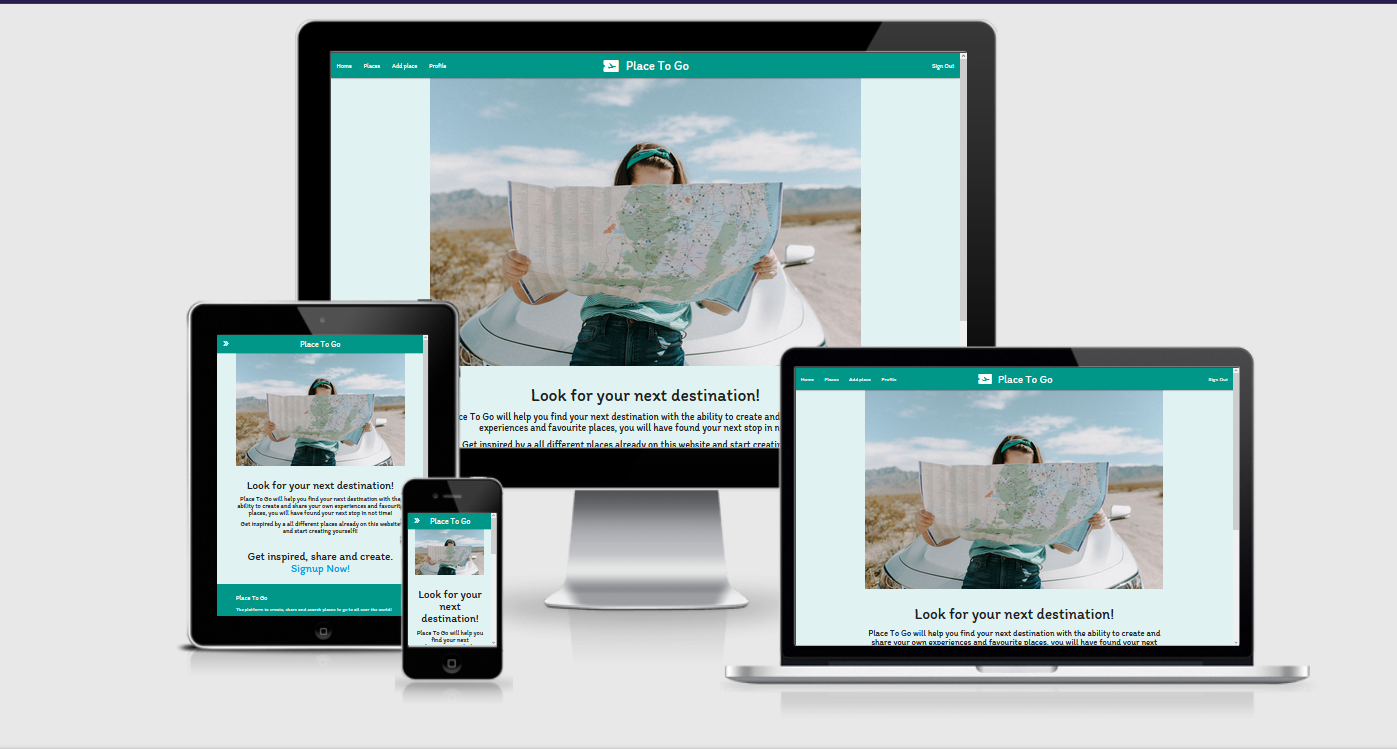 Home Places Add place Profile Place To Go Sign Out
Look for your next destination!
ce To Go will help you find your next destination with the ability to create and
experiences and favourite places, you will have found your next stop in n
Get inspired by a all different places already on this website and start creatin
Place To Go
Look for your next destination!
Place To Go will help you find your next destination with the
ability to create and share your own experiences and favourit
places, you will have found your next stop in not time!
Get inspired by a all different places already on this website
and start creating yourself!
Get inspired, share and create.
Signup Now!
Place To Go
The platform to create, share and search places to go to all over the world!
Place To Go
Look for your
next
destination!
Place To Go will help you
find your next
Home Places Add place Profile Place To Go Sign Out
Look for your next destination!
Place To Go will help you find your next destination with the ability to create and
share your own experiences and favourite places, you will have found your next